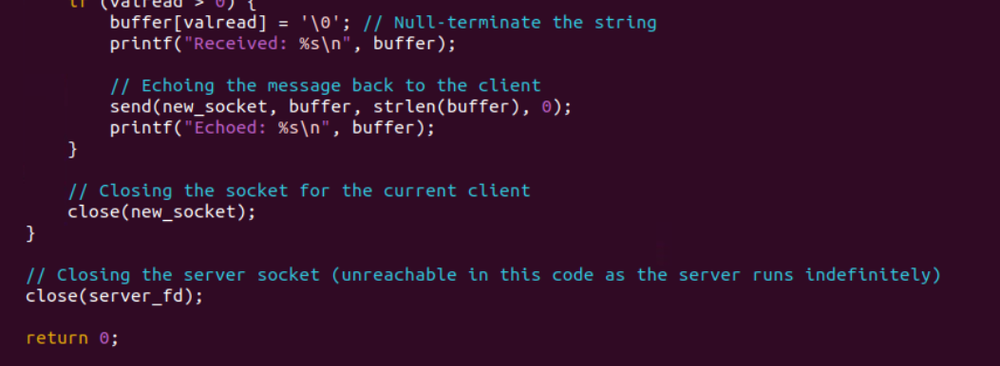 if (valread > 0) {
buffer[valread] = '\0'; // Null-terminate the string
printf("Received: %s\n", buffer);
// Echoing the message back to the client
send(new_socket, buffer, strlen(buffer), 0);
printf("Echoed: %s\n", buffer);
}
// Closing the socket for the current client
close(new_socket);
}
// Closing the server socket (unreachable in this code as the server runs indefinitely)
close(server_fd);
return 0;